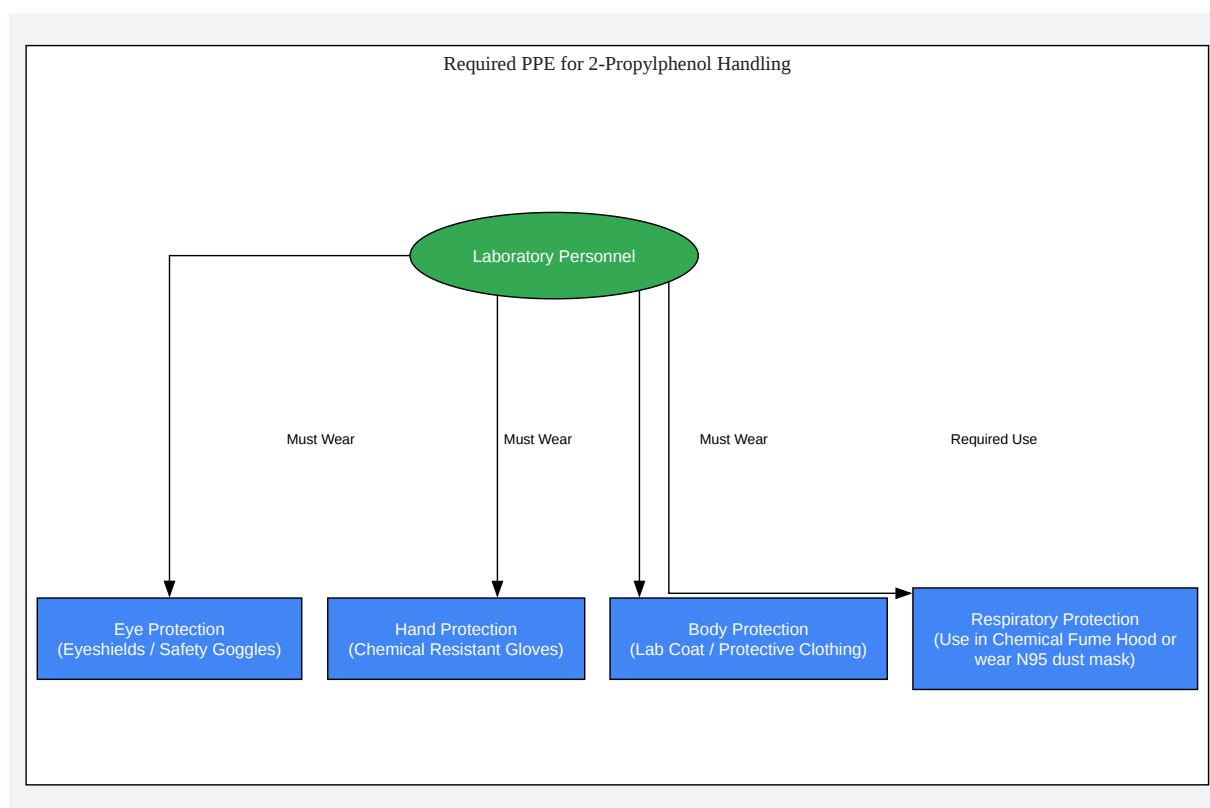 Required PPE for 2-Propylphenol Handling
Laboratory Personnel
Must Wear
Must Wear
Must Wear
Required Use
Eye Protection
(Eyeshields / Safety Goggles)
Hand Protection
(Chemical Resistant Gloves)
Body Protection
(Lab Coat / Protective Clothing)
Respiratory Protection
(Use in Chemical Fume Hood or
wear N95 dust mask)